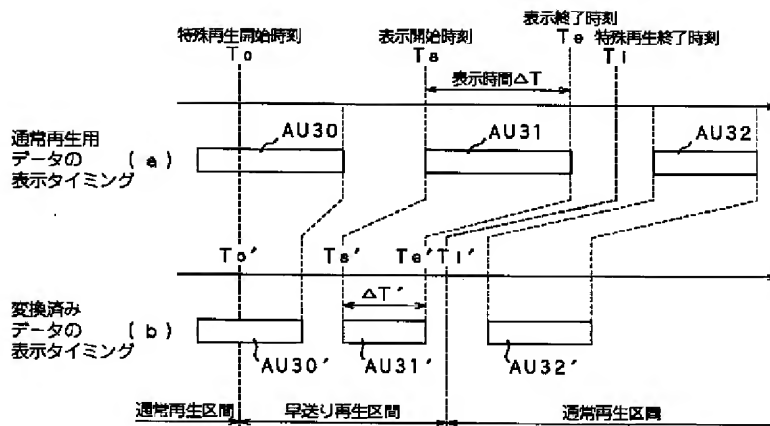 特殊再生開始時刻
To
表示開始時刻
Ts
表示終了時刻
Te
特殊再生終了時刻
Ti
表示時間ΔT
通常再生用
データの
表示タイミング
(a)
AU30
AU31
AU32
To'
Ts'
Te'
Ti'
ΔT'
変換済み
データの
表示タイミング
(b)
AU30'
AU31'
AU32'
通常再生区間
早送り再生区間
通常再生区間